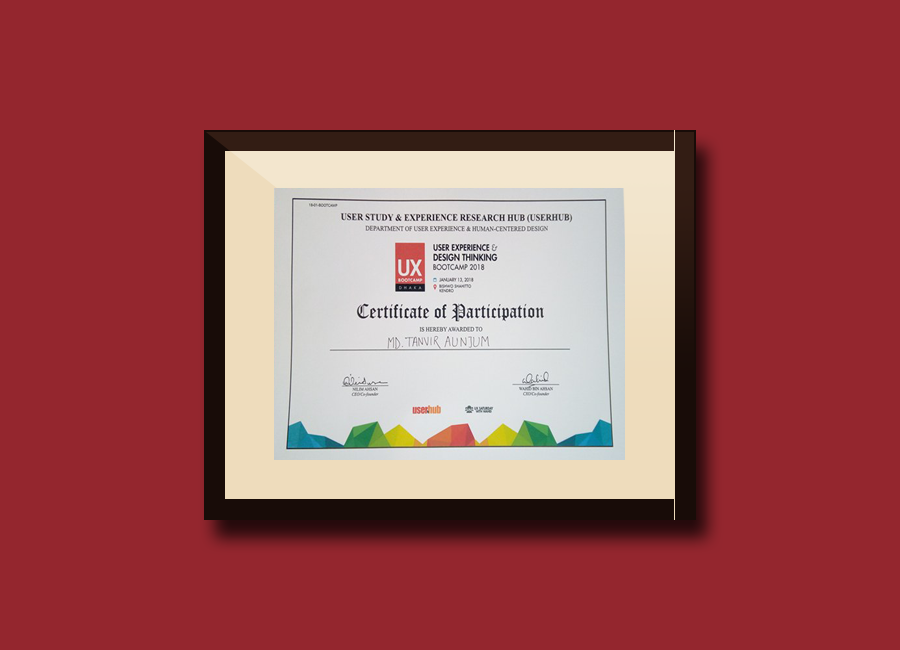 18-01-BOOTCAMP
USER STUDY & EXPERIENCE RESEARCH HUB (USERHUB)
DEPARTMENT OF USER EXPERIENCE & HUMAN-CENTERED DESIGN
UX
BOOTCAMP
DHAKA
USER EXPERIENCE &
DESIGN THINKING
BOOTCAMP 2018
JANUARY 13, 2018
BISHWO SHAHITTO
KENDRO
Certificate of Participation
IS HEREBY AWARDED TO
MD. TANVIR AUNJUM
NILIM AHSAN
CEO/Co-founder
WAHID BIN AHSAN
CEO/Co-founder
userhub
UX SATURDAY